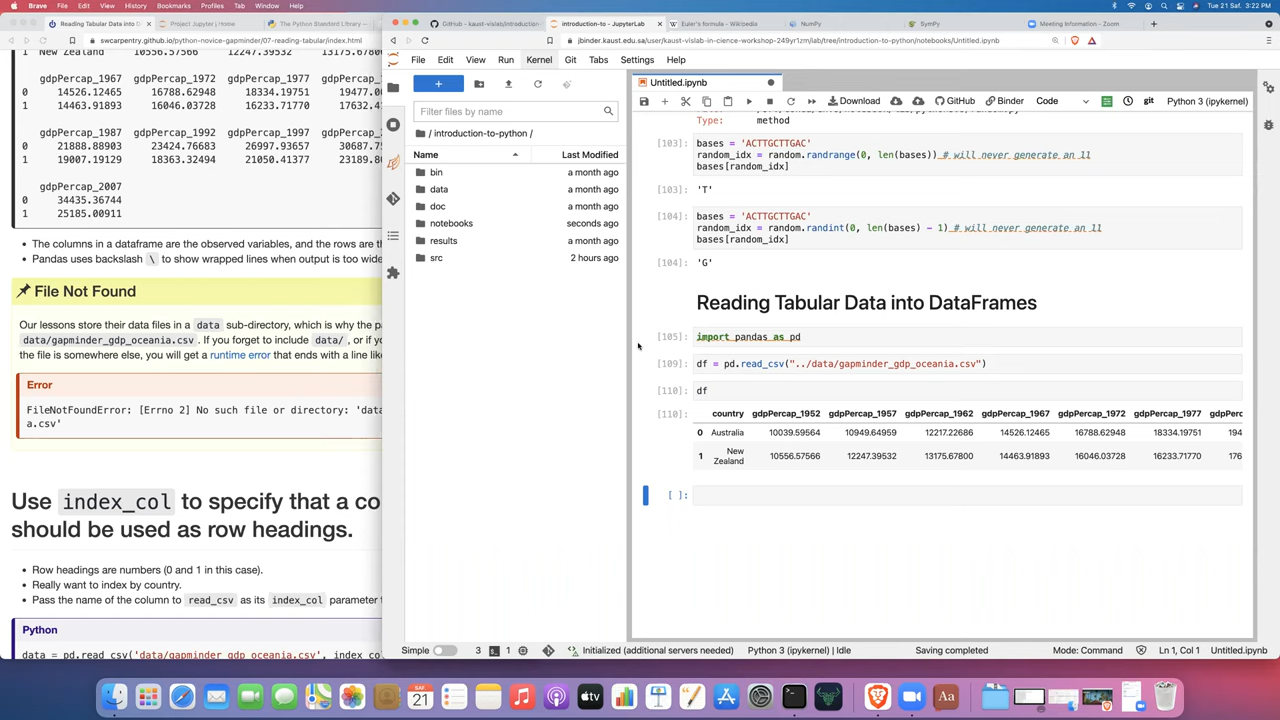 Brave File Edit View History Bookmarks Profiles Tab Window Help
Tue 21 Saf. 3:22 PM
Reading Tabular Data into D
Project Jupyter | Home
The Python Standard Library —
swcarpentry.github.io/python-novice-gapminder/07-reading-tabular/index.html
New Zealand 10556.57566 12247.39532 13175.67800
gdpPercap_1967 gdpPercap_1972 gdpPercap_1977 gdpPercap
0 14526.12465 16788.62948 18334.19751 19477.00
1 14463.91893 16046.03728 16233.71770 17632.4
gdpPercap_1987 gdpPercap_1992 gdpPercap_1997 gdpPercap
0 21888.88903 23424.76683 26997.93657 30687.75
1 19007.19129 18363.32494 21050.41377 23189.80
gdpPercap_2007
0 34435.36744
1 25185.00911
The columns in a dataframe are the observed variables, and the rows are th
Pandas uses backslash \ to show wrapped lines when output is too wide
File Not Found
Our lessons store their data files in a data sub-directory, which is why the pa
data/gapminder_gdp_oceania.csv. If you forget to include data/, or if yo
the file is somewhere else, you will get a runtime error that ends with a line lik
Error
FileNotFoundError: [Errno 2] No such file or directory: 'data
a.csv'
Use index_col to specify that a co
should be used as row headings.
Row headings are numbers (0 and 1 in this case).
Really want to index by country.
Pass the name of the column to read_csv as its index_col parameter t
Python
data = pd.read_csv('data/gapminder_gdp_oceania.csv', index_co
GitHub - kaust-vislab/introduction
introduction-to - JupyterLab
Euler's formula - Wikipedia
NumPy
SymPy
Meeting Information - Zoom
jbinder.kaust.edu.sa/user/kaust-vislab-in-cience-workshop-249yr1zm/lab/tree/introduction-to-python/notebooks/Untitled.ipynb
File Edit View Run Kernel Git Tabs Settings Help
Filter files by name
/ introduction-to-python /
Name Last Modified
bin a month ago
data a month ago
doc a month ago
notebooks seconds ago
results a month ago
src 2 hours ago
Untitled.ipynb
Download GitHub Binder Code git Python 3 (ipykernel)
Type: method
[103]: bases = 'ACTTGCTTGAC'
random_idx = random.randrange(0, len(bases)) # will never generate an 11
bases[random_idx]
[103]: 'T'
[104]: bases = 'ACTTGCTTGAC'
random_idx = random.randint(0, len(bases) - 1) # will never generate an 11
bases[random_idx]
[104]: 'G'
Reading Tabular Data into DataFrames
[105]: import pandas as pd
[109]: df = pd.read_csv("../data/gapminder_gdp_oceania.csv")
[110]: df
[110]: country gdpPercap_1952 gdpPercap_1957 gdpPercap_1962 gdpPercap_1967 gdpPercap_1972 gdpPercap_1977 gdpPerc
0 Australia 10039.59564 10949.64959 12217.22686 14526.12465 16788.62948 18334.19751 194
1 New Zealand 10556.57566 12247.39532 13175.67800 14463.91893 16046.03728 16233.71770 176
[ ]:
Simple 3 1 Initialized (additional servers needed) Python 3 (ipykernel) | Idle Saving completed Mode: Command Ln 1, Col 1 Untitled.ipynb
SAF
21
tv
Aa